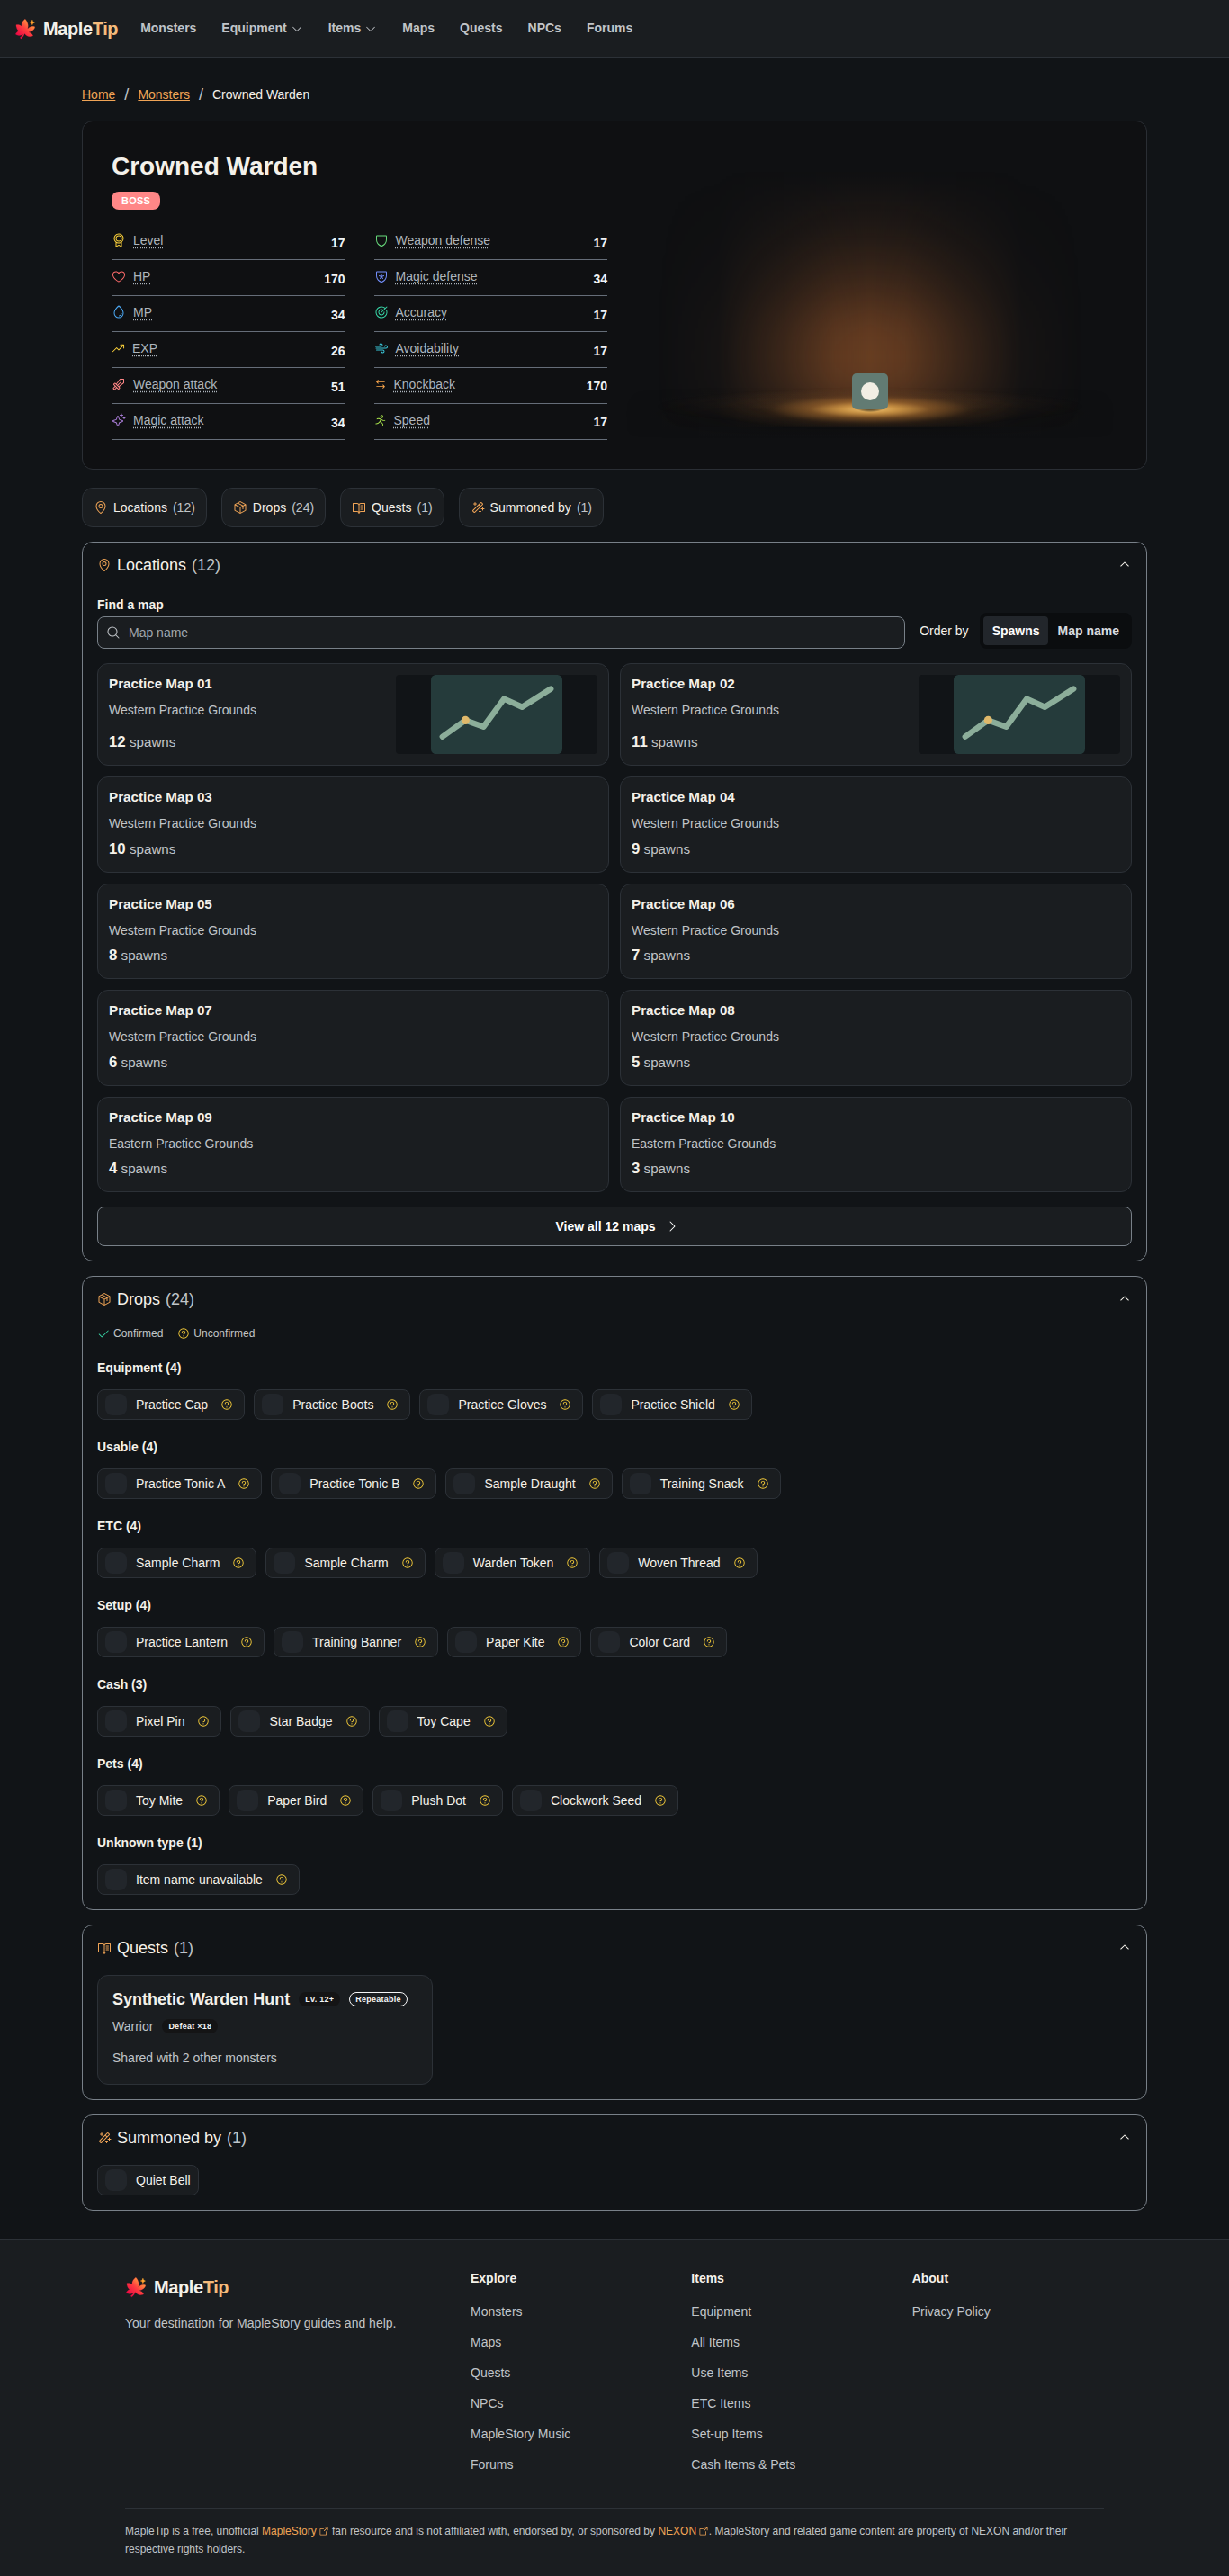 MapleTip Monsters Equipment Items Maps Quests NPCs Forums
Home / Monsters / Crowned Warden
Crowned Warden
BOSS
Level 17
HP 170
MP 34
EXP 26
Weapon attack 51
Magic attack 34
Weapon defense 17
Magic defense 34
Accuracy 17
Avoidability 17
Knockback 170
Speed 17
Locations (12) Drops (24) Quests (1) Summoned by (1)
Locations (12)
Find a map
Map name
Order by Spawns Map name
Practice Map 01
Western Practice Grounds
12 spawns
Practice Map 02
Western Practice Grounds
11 spawns
Practice Map 03
Western Practice Grounds
10 spawns
Practice Map 04
Western Practice Grounds
9 spawns
Practice Map 05
Western Practice Grounds
8 spawns
Practice Map 06
Western Practice Grounds
7 spawns
Practice Map 07
Western Practice Grounds
6 spawns
Practice Map 08
Western Practice Grounds
5 spawns
Practice Map 09
Eastern Practice Grounds
4 spawns
Practice Map 10
Eastern Practice Grounds
3 spawns
View all 12 maps
Drops (24)
Confirmed Unconfirmed
Equipment (4)
Practice Cap Practice Boots Practice Gloves Practice Shield
Usable (4)
Practice Tonic A Practice Tonic B Sample Draught Training Snack
ETC (4)
Sample Charm Sample Charm Warden Token Woven Thread
Setup (4)
Practice Lantern Training Banner Paper Kite Color Card
Cash (3)
Pixel Pin Star Badge Toy Cape
Pets (4)
Toy Mite Paper Bird Plush Dot Clockwork Seed
Unknown type (1)
Item name unavailable
Quests (1)
Synthetic Warden Hunt Lv. 12+ Repeatable
Warrior Defeat ×18
Shared with 2 other monsters
Summoned by (1)
Quiet Bell
MapleTip
Your destination for MapleStory guides and help.
Explore
Monsters
Maps
Quests
NPCs
MapleStory Music
Forums
Items
Equipment
All Items
Use Items
ETC Items
Set-up Items
Cash Items & Pets
About
Privacy Policy
MapleTip is a free, unofficial MapleStory fan resource and is not affiliated with, endorsed by, or sponsored by NEXON. MapleStory and related game content are property of NEXON and/or their
respective rights holders.